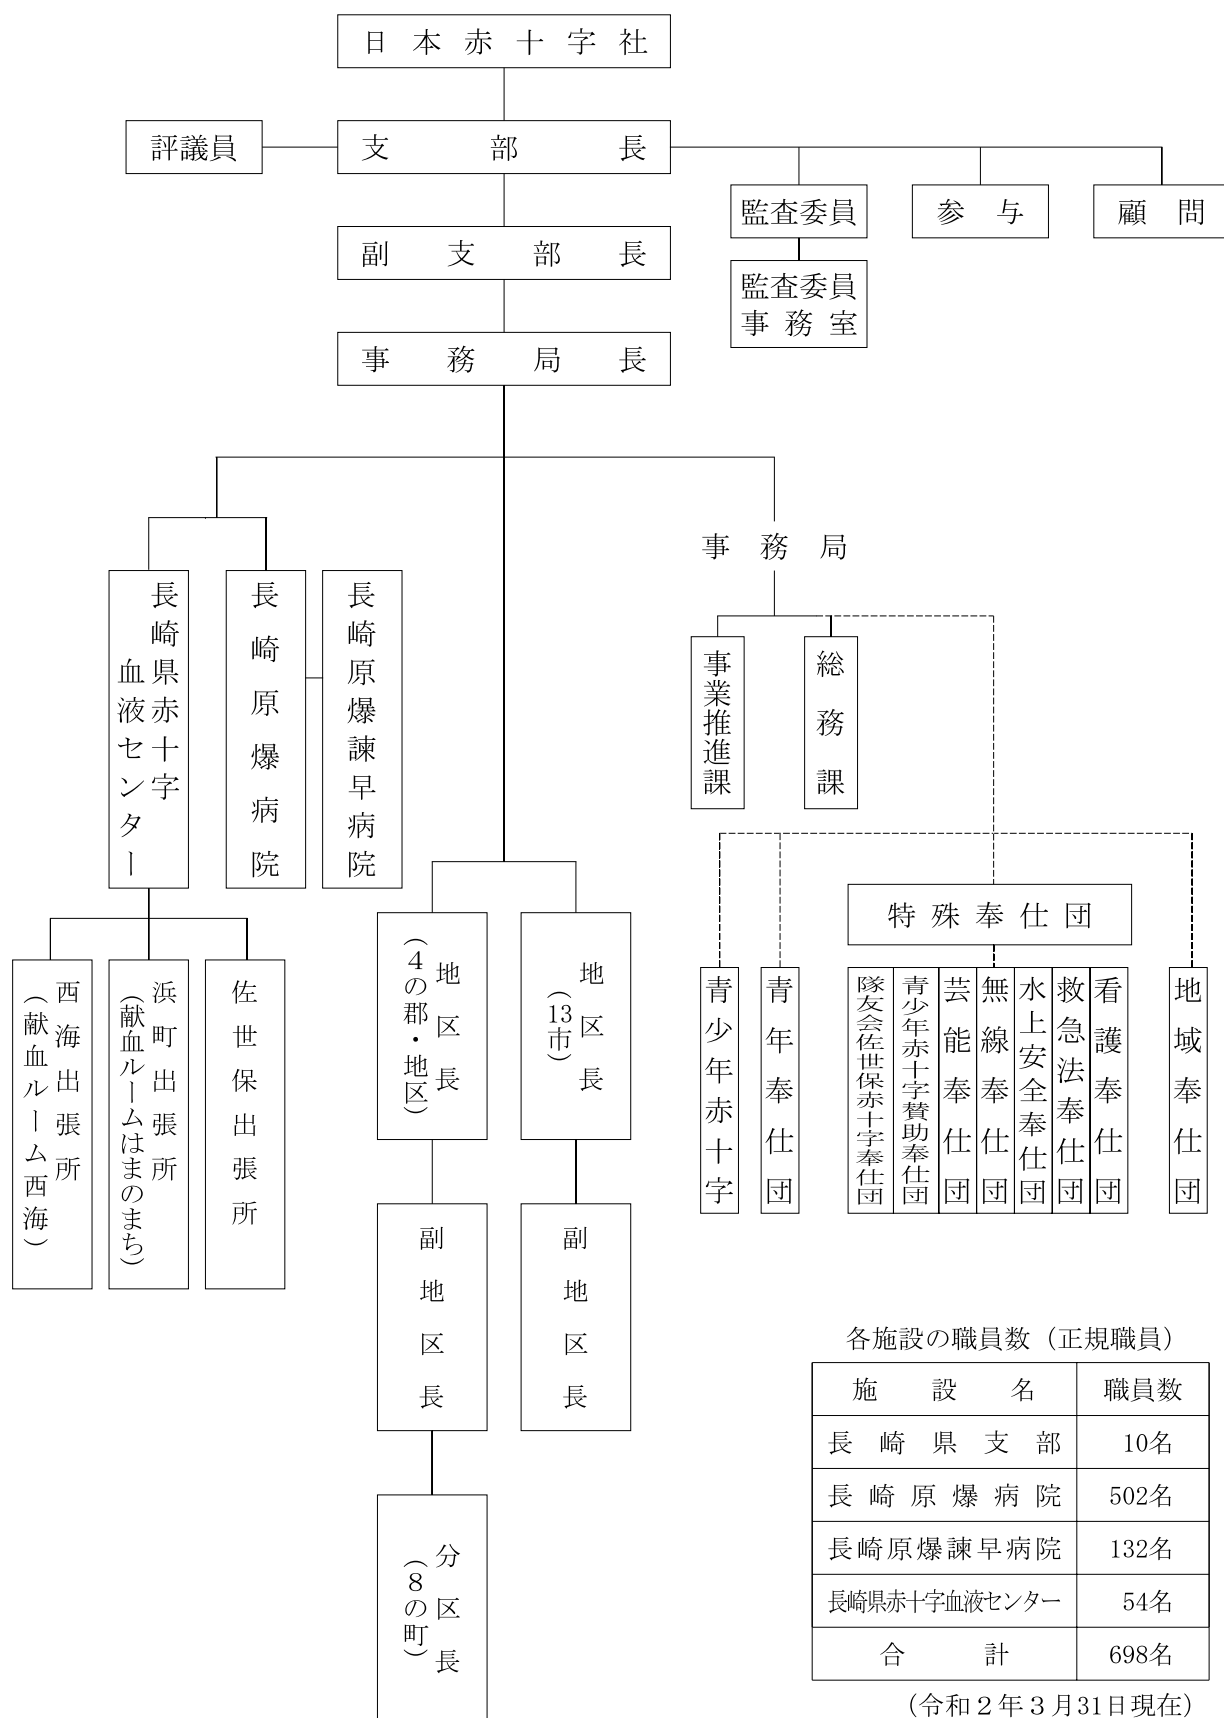 日本赤十字社
評議員
支部長
監査委員
参与
顧問
副支部長
監査委員
事務室
事務局長
事務局
長崎県赤十字
血液センター
長崎原爆病院
長崎原爆諫早病院
事業推進課
総務課
特殊奉仕団
西海出張所
(献血ルーム西海)
浜町出張所
(献血ルームはまのまち)
佐世保出張所
地区長
(4の郡・地区)
地区長
(13市)
青少年赤十字
青年奉仕団
隊友会佐世保赤十字奉仕団
青少年赤十字賛助奉仕団
芸能奉仕団
無線奉仕団
水上安全奉仕団
救急法奉仕団
看護奉仕団
地域奉仕団
副地区長
副地区長
分区長
(8の町)
各施設の職員数(正規職員)
施設名 職員数
長崎県支部 10名
長崎原爆病院 502名
長崎原爆諫早病院 132名
長崎県赤十字血液センター 54名
合計 698名
(令和2年3月31日現在)